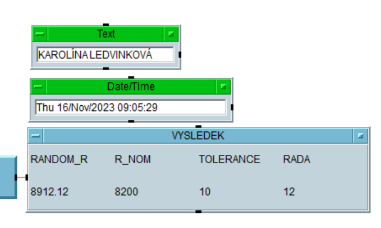 Text
KAROLÍNA LEDVINKOVÁ
Date/Time
Thu 16/Nov/2023 09:05:29
VYSLEDEK
RANDOM_R R_NOM TOLERANCE RADA
8912.12 8200 10 12